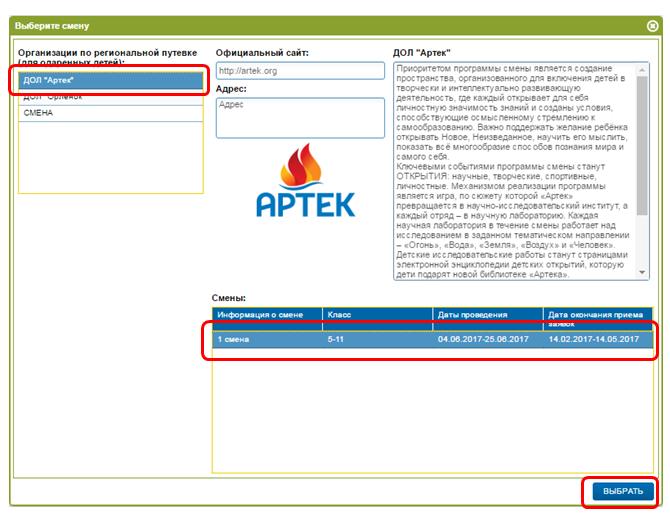 Выберите смену
Организации по региональной путевке
(для одаренных детей):
ДОЛ "Артек"
ДОЛ "Орленок"
СМЕНА
Официальный сайт:
http://artek.org
Адрес:
Адрес
АРТЕК
ДОЛ "Артек"
Приоритетом программы смены является создание
пространства, организованного для включения детей в
творчески и интеллектуально развивающую
деятельность, где каждый открывает для себя
личностную значимость знаний и созданы условия,
способствующие осмысленному стремлению к
самообразованию. Важно поддержать желание ребёнка
открывать Новое, Неизведанное, научить его мыслить,
показать всё многообразие способов познания мира и
самого себя.
Ключевыми событиями программы смены станут
ОТКРЫТИЯ: научные, творческие, спортивные,
личностные. Механизмом реализации программы
является игра, по сюжету которой «Артек»
превращается в научно-исследовательский институт, а
каждый отряд – в научную лабораторию. Каждая
научная лаборатория в течение смены работает над
исследованием в заданном тематическом направлении
– «Огонь», «Вода», «Земля», «Воздух» и «Человек».
Детские исследовательские работы станут страницами
электронной энциклопедии детских открытий, которую
дети подарят новой библиотеке «Артека».
Смены:
Информация о смене Класс Даты проведения Дата окончания приема
заявок
1 смена 5-11 04.06.2017-25.06.2017 14.02.2017-14.05.2017
ВЫБРАТЬ